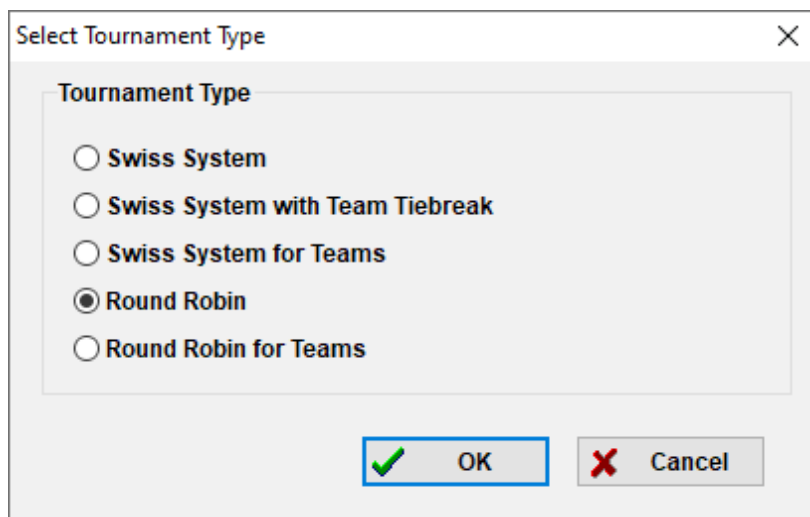 Select Tournament Type
Tournament Type
Swiss System
Swiss System with Team Tiebreak
Swiss System for Teams
Round Robin
Round Robin for Teams
OK Cancel